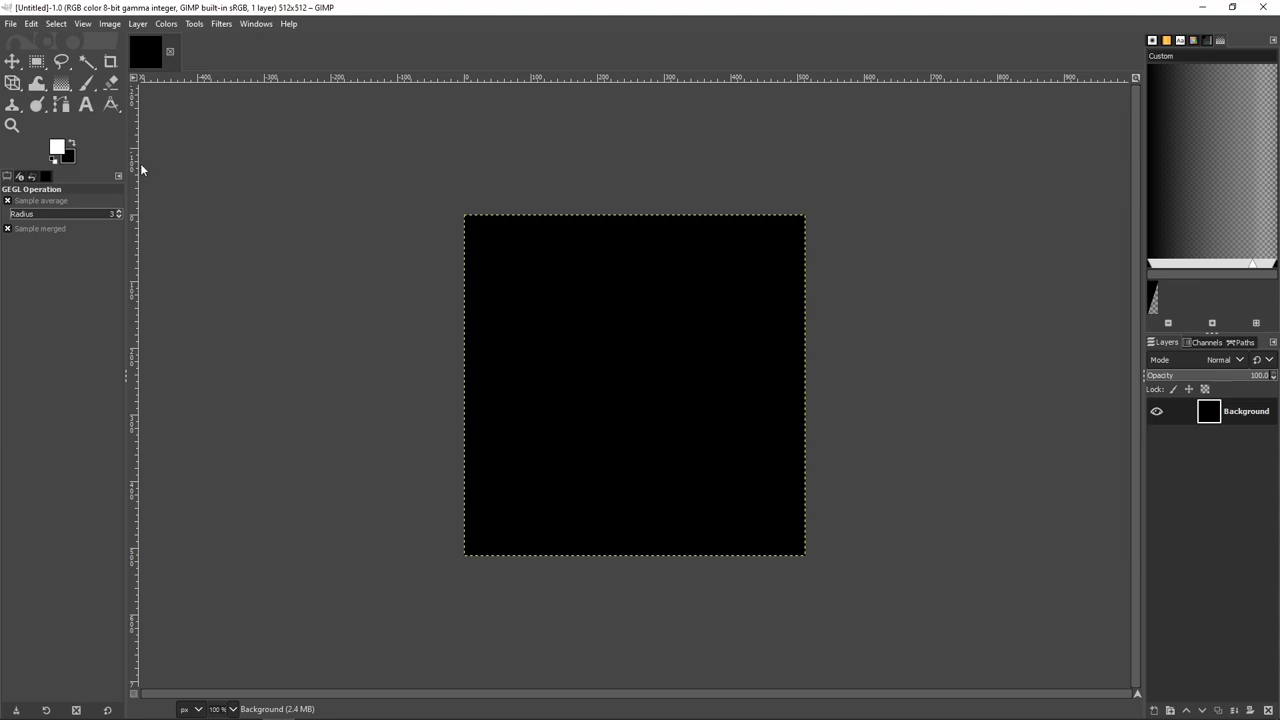 [Untitled]-1.0 (RGB color 8-bit gamma integer, GIMP built-in sRGB, 1 layer) 512x512 – GIMP
File Edit Select View Image Layer Colors Tools Filters Windows Help
Custom
GEGL Operation
Sample average
Radius 3
Sample merged
Layers Channels Paths
Mode Normal
Opacity 100.0
Lock:
Background
px 100 % Background (2.4 MB)